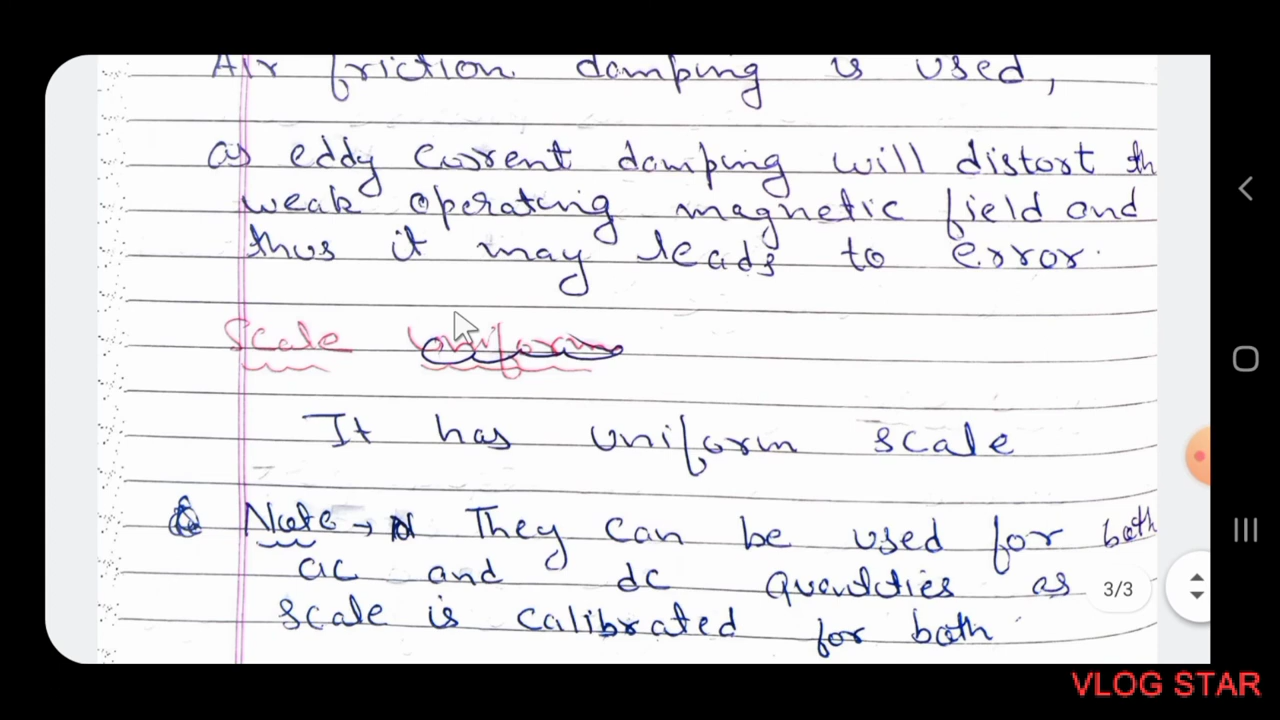 Air friction damping is used,
as eddy current damping will distort th
weak operating magnetic field and
thus it may leads to error.
Scale Uniform
It has uniform scale
Note → They can be used for both
ac and dc quantities as
scale is calibrated for both
3/3
VLOG STAR